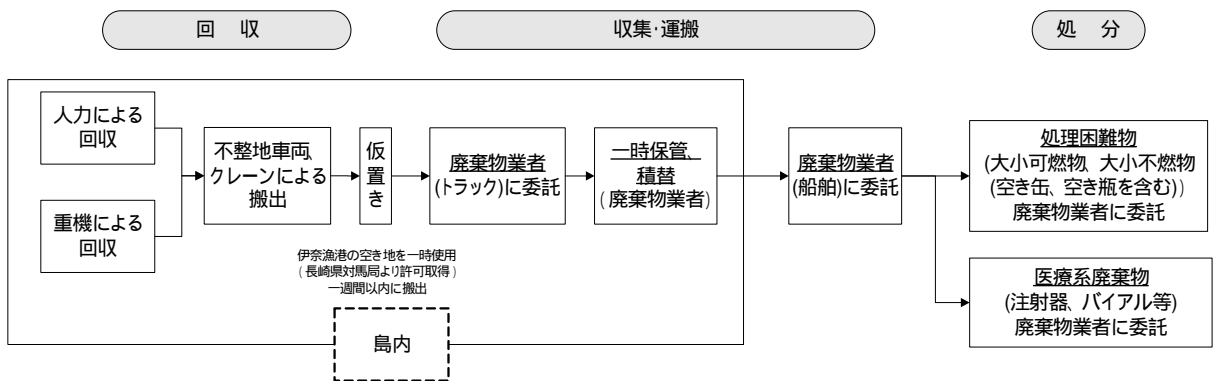 回 収
収集・運搬
処 分
人力による
回収
重機による
回収
不整地車両、
クレーンによる
搬出
仮置き
廃棄物業者
(トラック)に委託
一時保管、
積替
(廃棄物業者)
廃棄物業者
(船舶)に委託
処理困難物
(大小可燃物、大小不燃物
(空き缶、空き瓶を含む))
廃棄物業者に委託
医療系廃棄物
(注射器、バイアル等)
廃棄物業者に委託
伊奈漁港の空き地を一時使用
(長崎県対馬局より許可取得)
一週間以内に搬出
島内